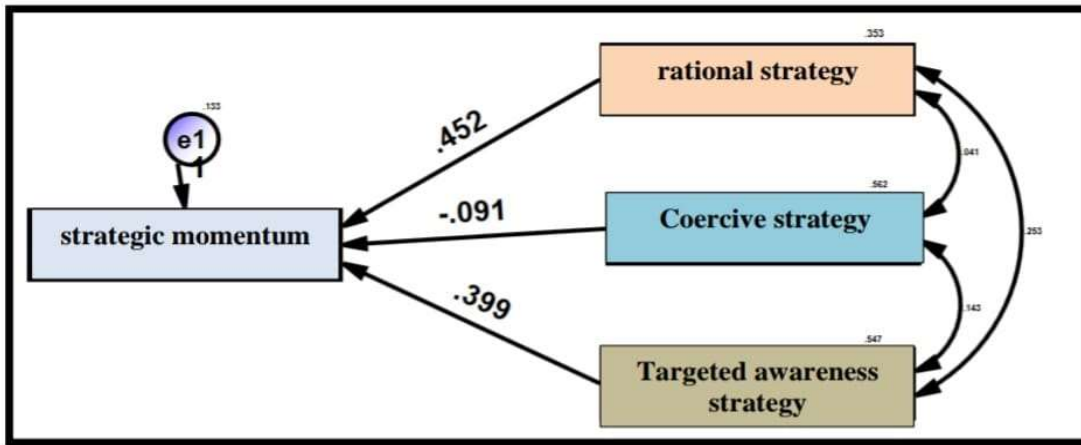 .353
rational strategy
.133
e1
1
.452
.041
.562
-.091
Coercive strategy
strategic momentum
.253
.399
.143
.547
Targeted awareness
strategy